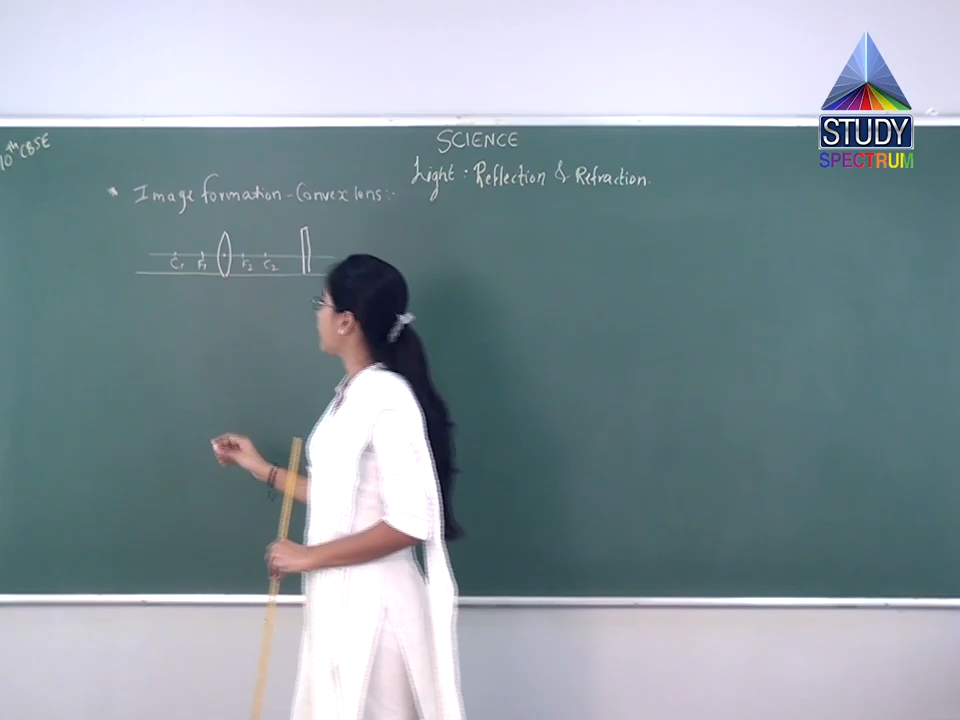 SCIENCE
10th CBSE
Light : Reflection & Refraction.
* Image formation - Convex lens :-
C1 F1 F2 C2
STUDY
SPECTRUM